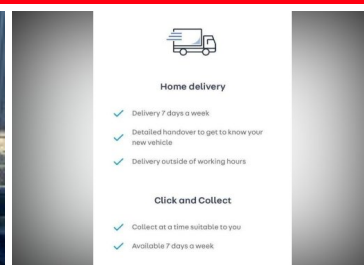 Home delivery
Delivery 7 days a week
Detailed handover to get to know your
new vehicle
Delivery outside of working hours
Click and Collect
Collect at a time suitable to you
Available 7 days a week